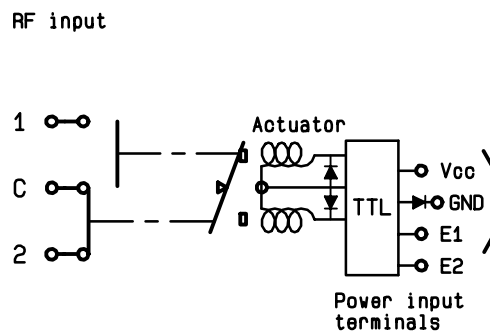 RF input
1
Actuator
Vcc
C
TTL
GND
E1
2
E2
Power input
terminals